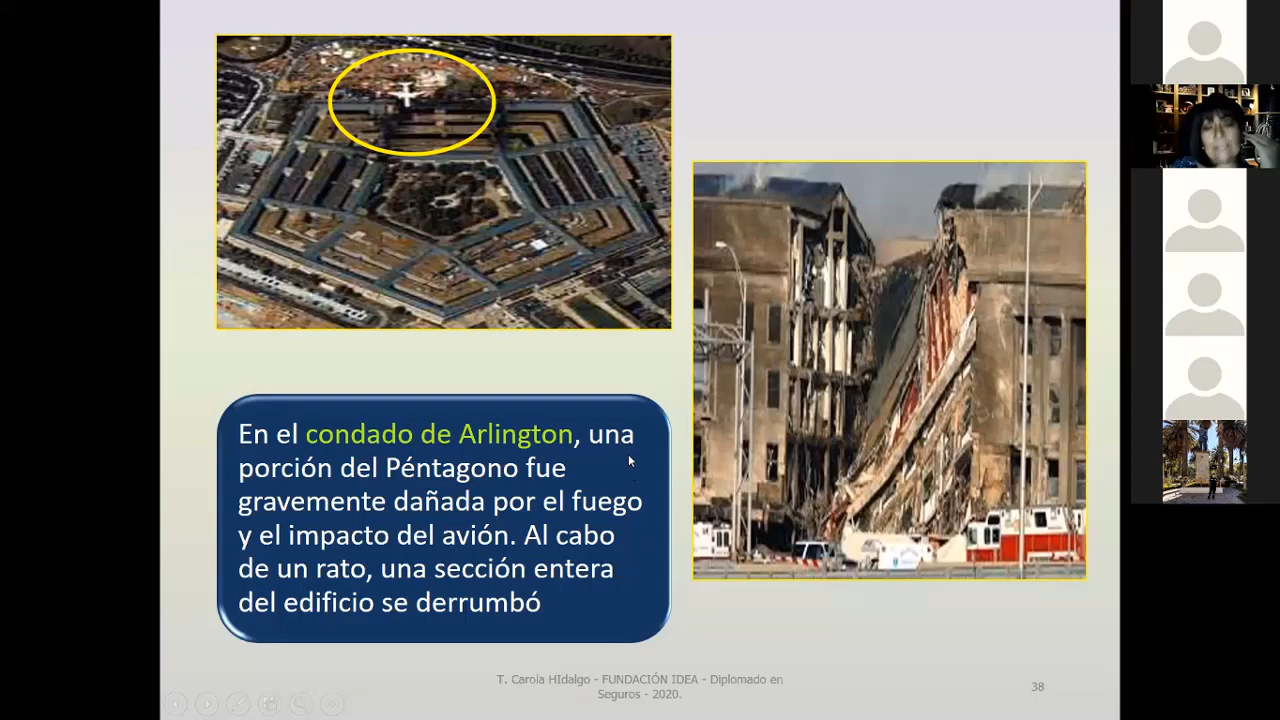 En el condado de Arlington, una
porción del Péntagono fue
gravemente dañada por el fuego
y el impacto del avión. Al cabo
de un rato, una sección entera
del edificio se derrumbó
T. Carola HIdalgo - FUNDACIÓN IDEA - Diplomado en
Seguros - 2020.
38